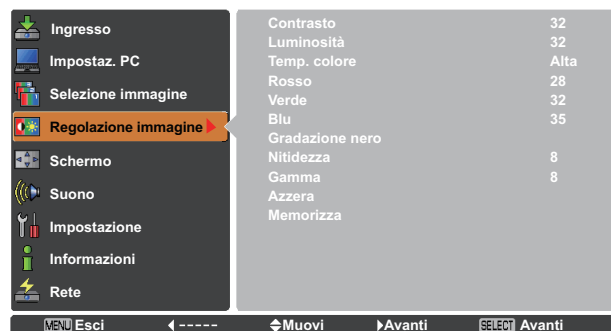 Ingresso
Impostaz. PC
Selezione immagine
Regolazione immagine
Schermo
Suono
Impostazione
Informazioni
Rete
Contrasto 32
Luminosità 32
Temp. colore Alta
Rosso 28
Verde 32
Blu 35
Gradazione nero
Nitidezza 8
Gamma 8
Azzera
Memorizza
MENU Esci ----- Muovi Avanti SELECT Avanti